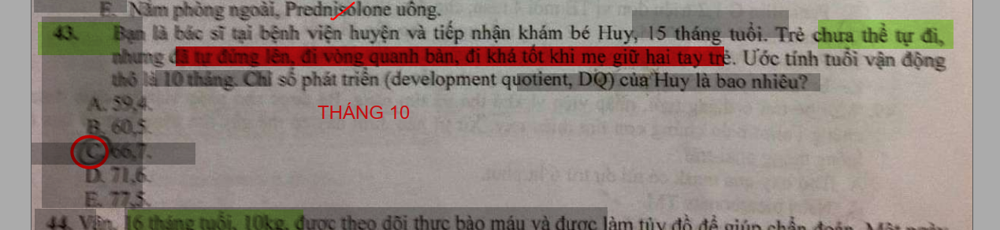 E. Nằm phòng ngoài, Prednisolone uống.
43. Bạn là bác sĩ tại bệnh viện huyện và tiếp nhận khám bé Huy, 15 tháng tuổi. Trẻ chưa thể tự đi,
nhưng đã tự đứng lên, đi vòng quanh bàn, đi khá tốt khi mẹ giữ hai tay trẻ. Ước tính tuổi vận động
thô là 10 tháng. Chỉ số phát triển (development quotient, DQ) của Huy là bao nhiêu?
A. 59,4.
THÁNG 10
B. 60,5.
C. 66,7.
D. 71,6.
E. 77,5.
44. Vân, 16 tháng tuổi, 10kg, được theo dõi thực bào máu và được làm tủy đồ để giúp chẩn đoán. Một ngày